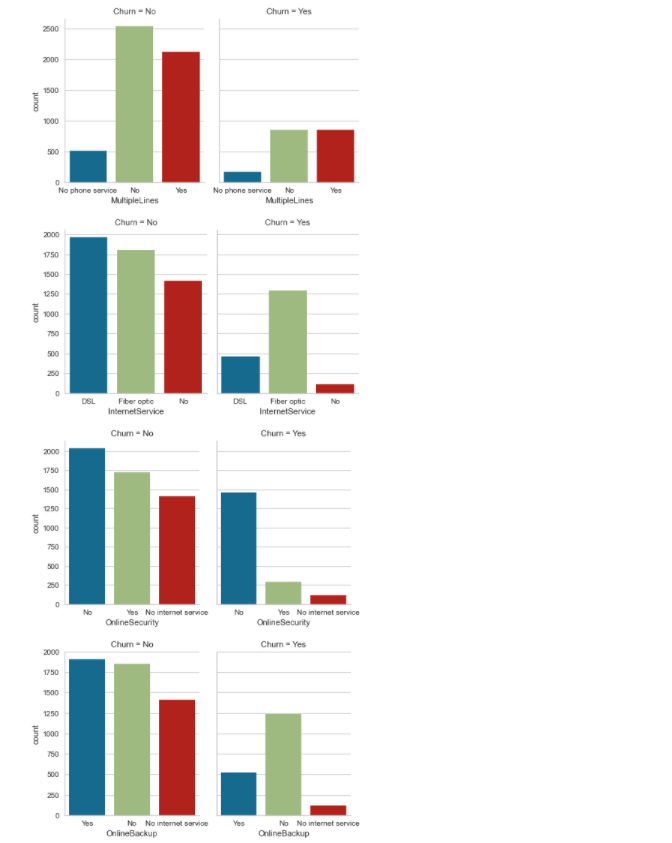 Churn = No Churn = Yes
2500
2000
1500
1000
500
0
count
No phone service No Yes No phone service No Yes
MultipleLines MultipleLines
Churn = No Churn = Yes
2000
1750
1500
1250
1000
750
500
250
0
count
DSL Fiber optic No DSL Fiber optic No
InternetService InternetService
Churn = No Churn = Yes
2000
1750
1500
1250
1000
750
500
250
0
count
No Yes No internet service No Yes No internet service
OnlineSecurity OnlineSecurity
Churn = No Churn = Yes
2000
1750
1500
1250
1000
750
500
250
0
count
Yes No No internet service Yes No No internet service
OnlineBackup OnlineBackup